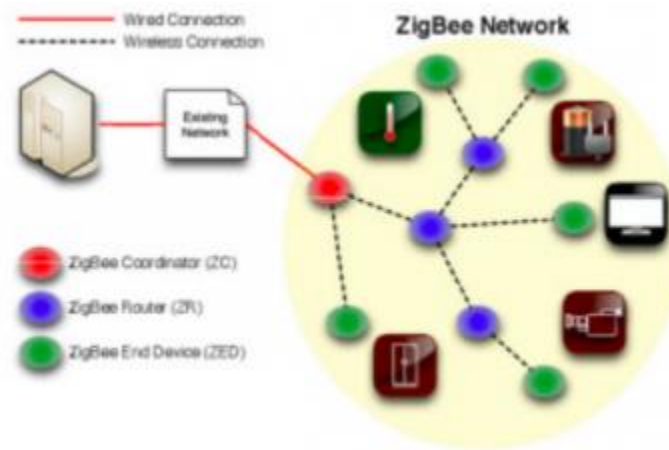 Wired Connection
Wireless Connection
ZigBee Network
Existing
Network
ZigBee Coordinator (ZC)
ZigBee Router (ZR)
ZigBee End Device (ZED)